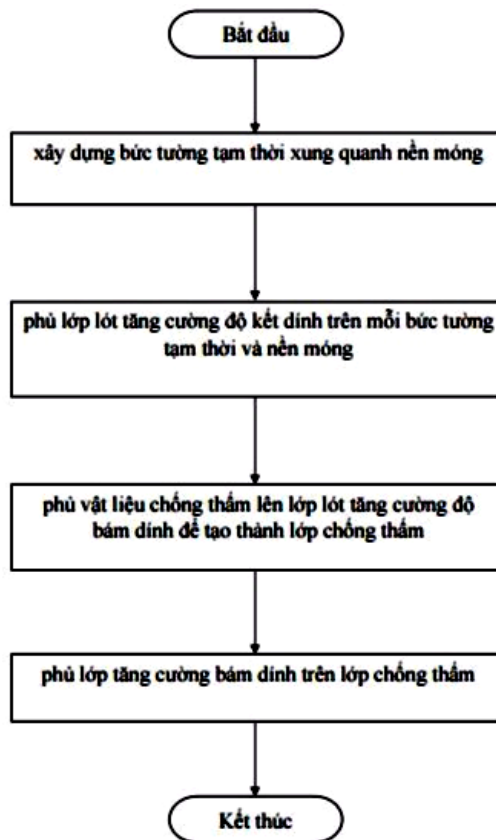 Bắt đầu
xây dựng bức tường tạm thời xung quanh nền móng
phủ lớp lót tăng cường độ kết dính trên mỗi bức tường
tạm thời và nền móng
phủ vật liệu chống thấm lên lớp lót tăng cường độ
bám dính để tạo thành lớp chống thấm
phủ lớp tăng cường bám dính trên lớp chống thấm
Kết thúc